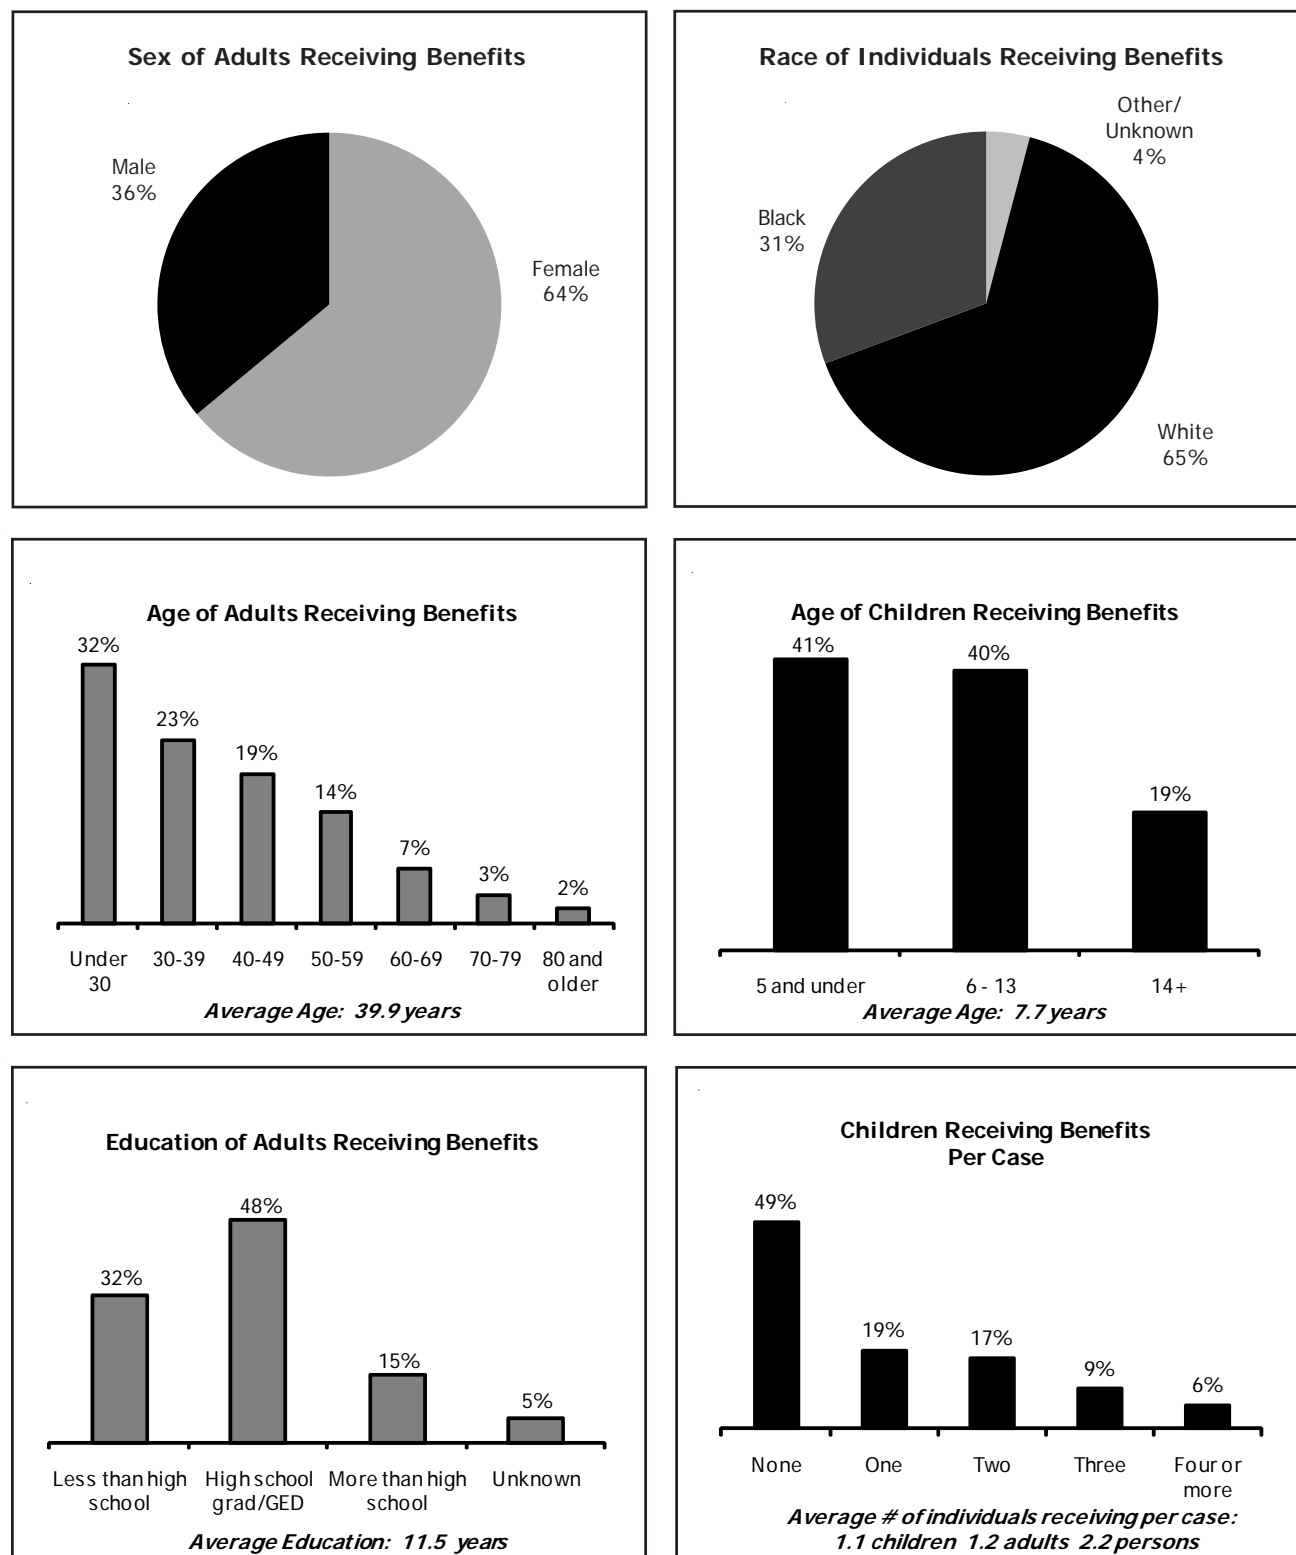 Sex of Adults Receiving Benefits
Male
36%
Female
64%
Race of Individuals Receiving Benefits
Other/
Unknown
4%
Black
31%
White
65%
Age of Adults Receiving Benefits
32%
23%
19%
14%
7%
3%
2%
Under
30
30-39
40-49
50-59
60-69
70-79
80 and
older
Average Age: 39.9 years
Age of Children Receiving Benefits
41%
40%
19%
5 and under
6 - 13
14+
Average Age: 7.7 years
Education of Adults Receiving Benefits
32%
48%
15%
5%
Less than high
school
High school
grad/GED
More than high
school
Unknown
Average Education: 11.5 years
Children Receiving Benefits
Per Case
49%
19%
17%
9%
6%
None
One
Two
Three
Four or
more
Average # of individuals receiving per case:
1.1 children 1.2 adults 2.2 persons